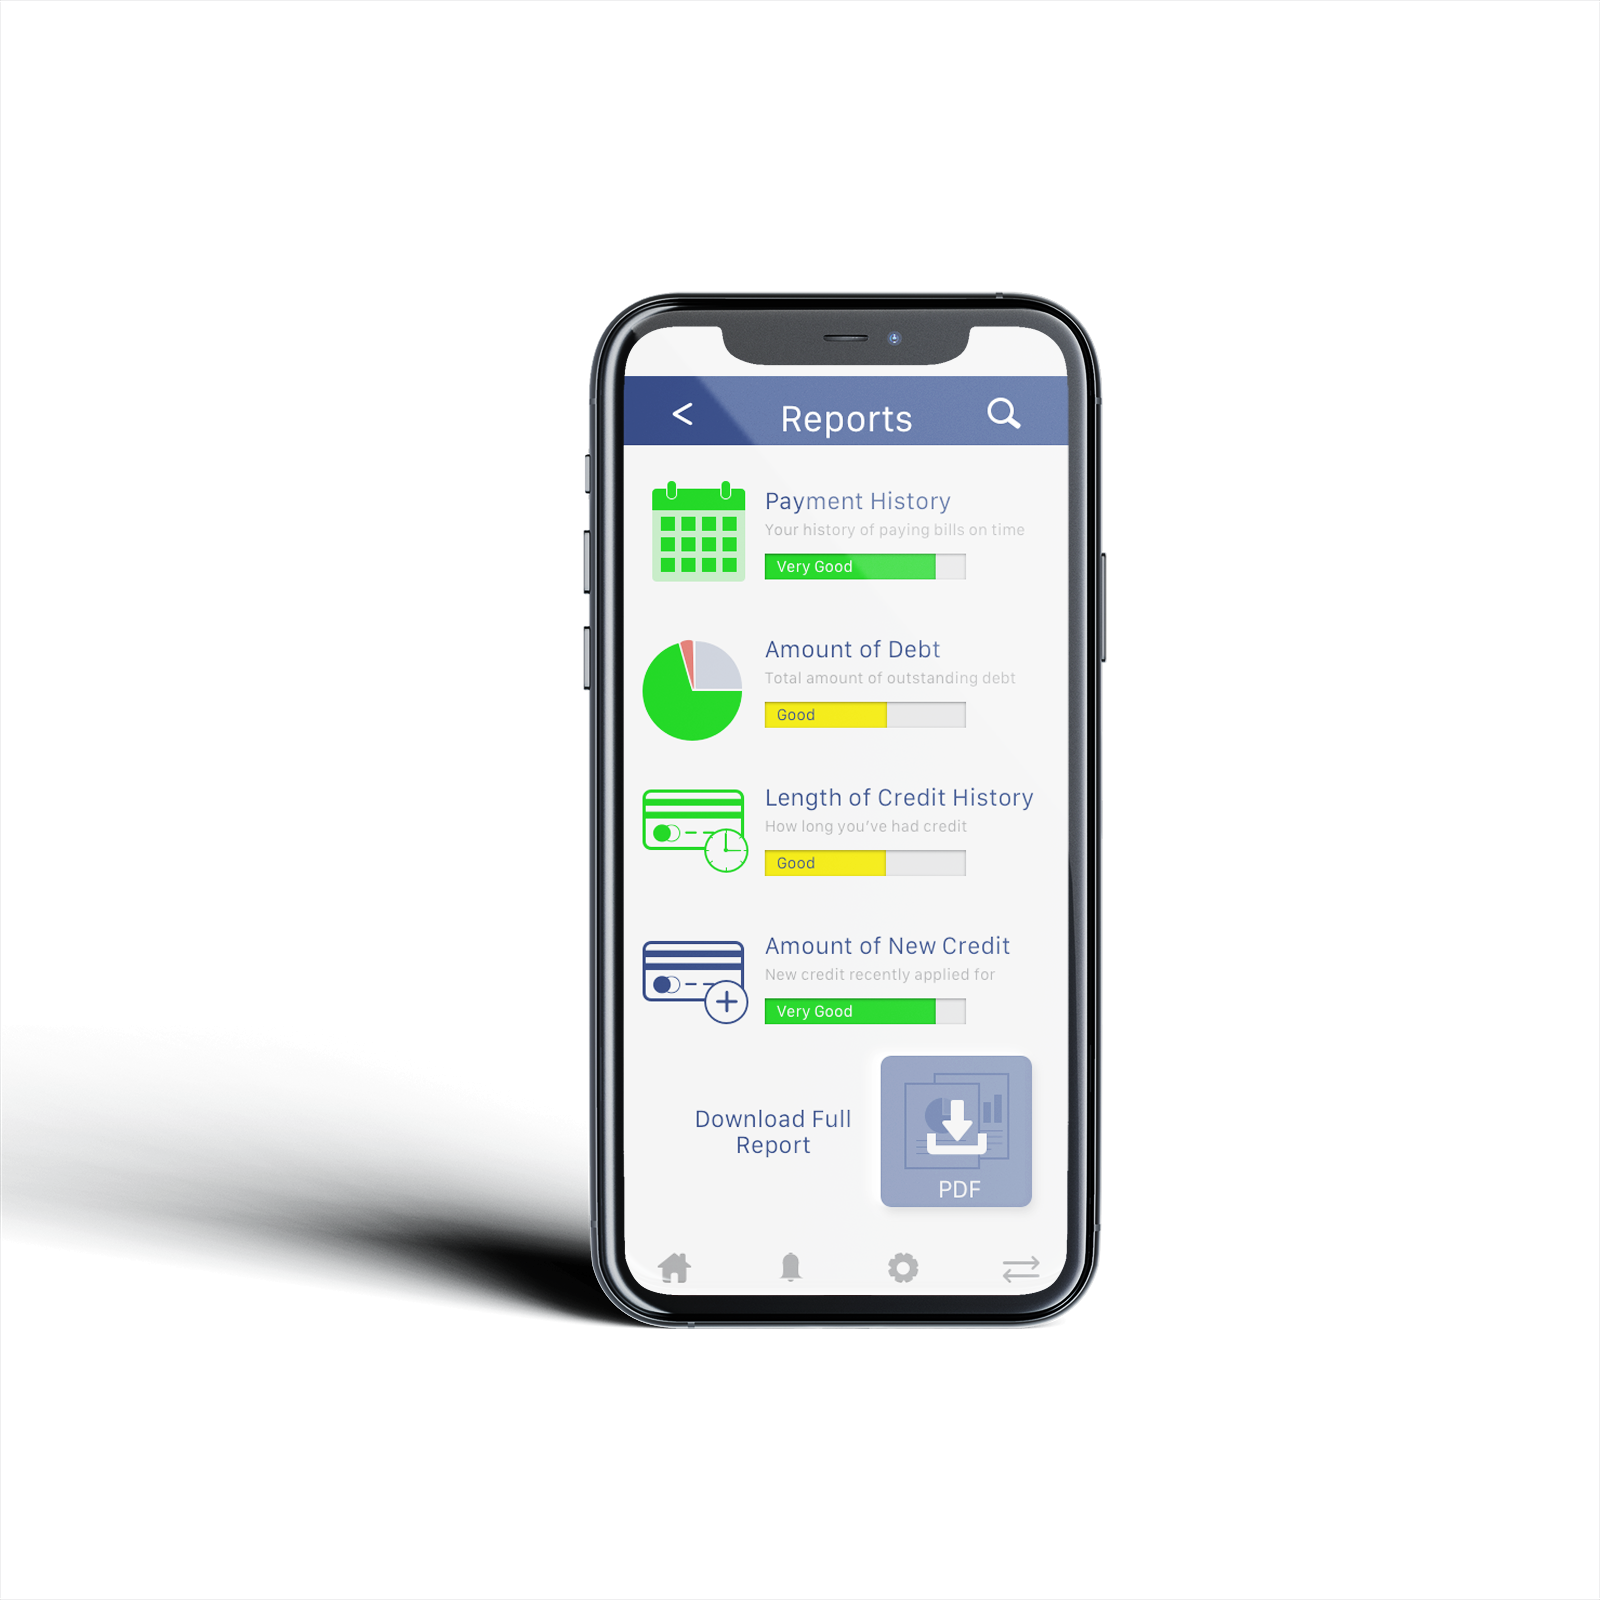 Reports
Payment History
Your history of paying bills on time
Very Good
Amount of Debt
Total amount of outstanding debt
Good
Length of Credit History
How long you've had credit
Good
Amount of New Credit
New credit recently applied for
Very Good
Download Full
Report
PDF